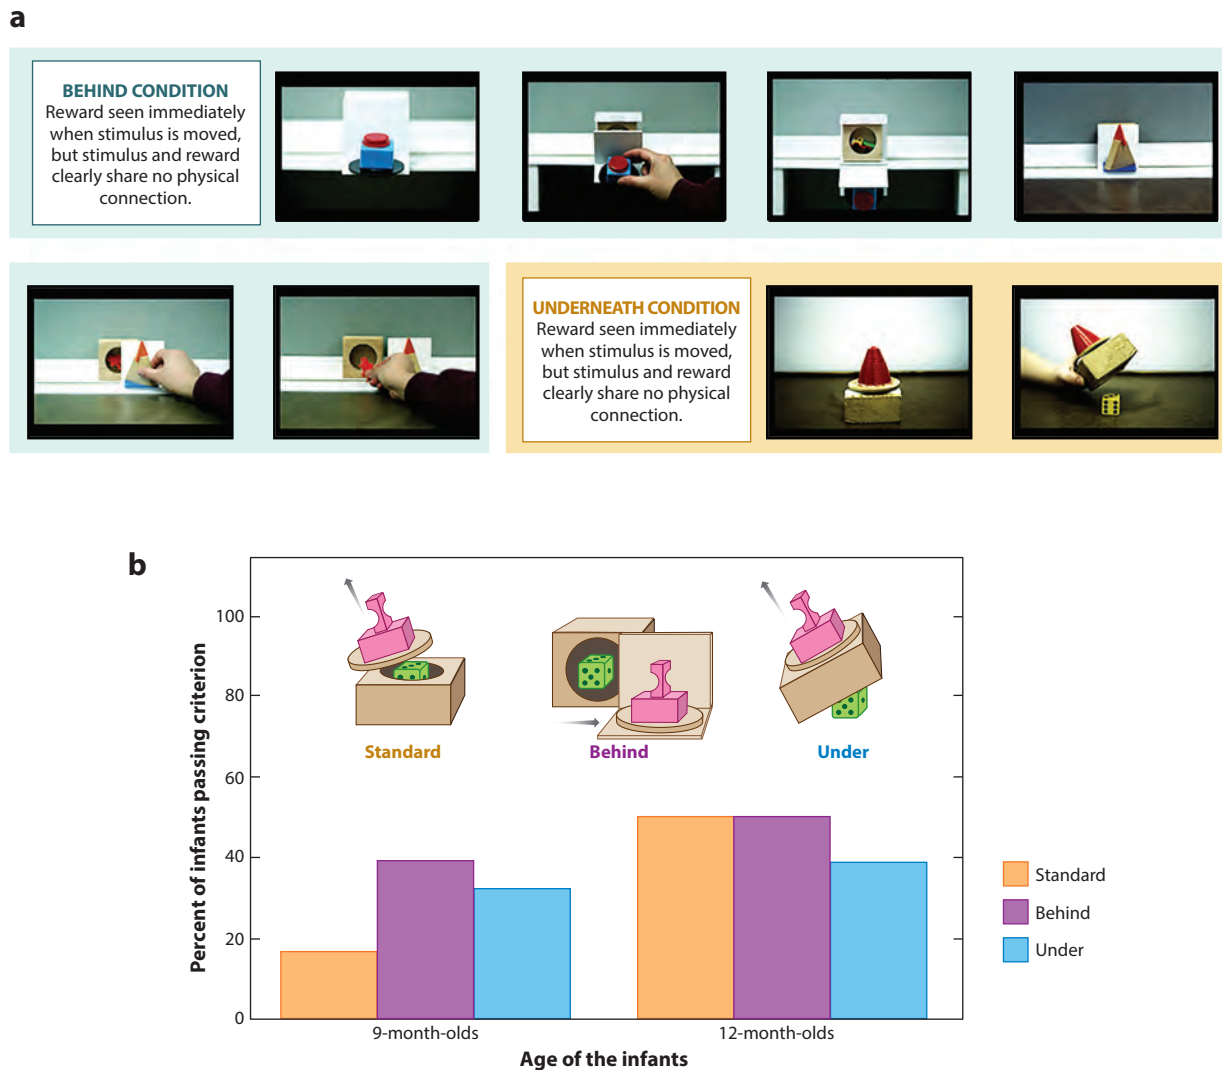 a
BEHIND CONDITION
Reward seen immediately
when stimulus is moved,
but stimulus and reward
clearly share no physical
connection.
UNDERNEATH CONDITION
Reward seen immediately
when stimulus is moved,
but stimulus and reward
clearly share no physical
connection.
b
Percent of infants passing criterion
100
80
60
40
20
0
Standard
Behind
Under
9-month-olds
12-month-olds
Age of the infants
Standard
Behind
Under